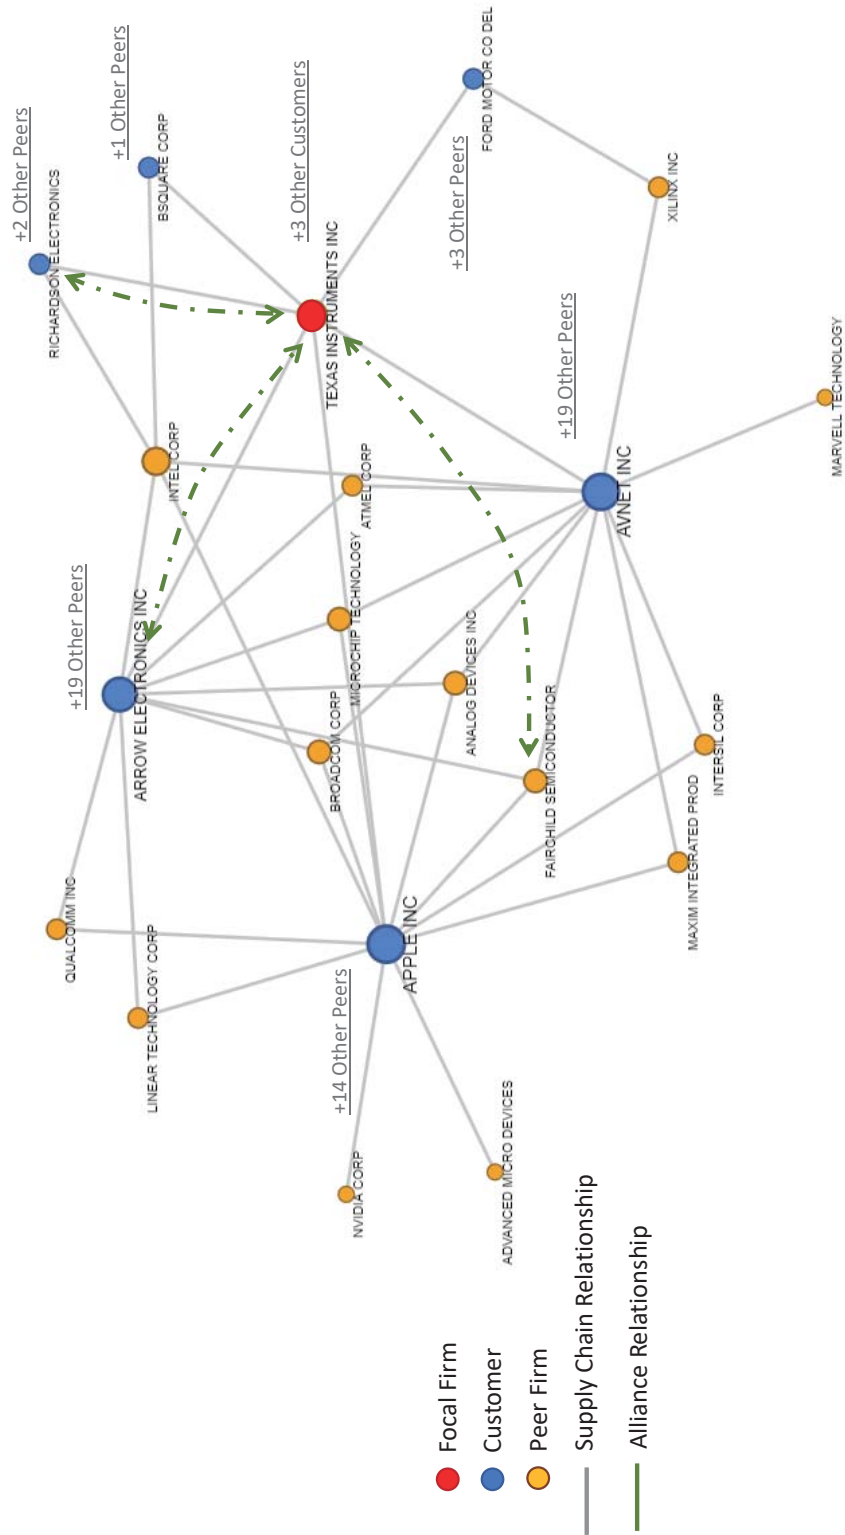 +2 Other Peers
RICHARDSON ELECTRONICS
QUALCOMM INC
+19 Other Peers
+1 Other Peers
ARROW ELECTRONICS INC
LINEAR TECHNOLOGY CORP
BSQUARE CORP
INTEL CORP
+3 Other Customers
TEXAS INSTRUMENTS INC
BROADCOM CORP
+14 Other Peers
MICROCHIP TECHNOLOGY
NVIDIA CORP
ATMEL CORP
APPLE INC
+3 Other Peers
ANALOG DEVICES INC
FORD MOTOR CO DEL
ADVANCED MICRO DEVICES
FAIRCHILD SEMICONDUCTOR
+19 Other Peers
AVNET INC
XILINX INC
MAXIM INTEGRATED PROD
INTERSIL CORP
MARVELL TECHNOLOGY
Focal Firm
Customer
Peer Firm
Supply Chain Relationship
Alliance Relationship